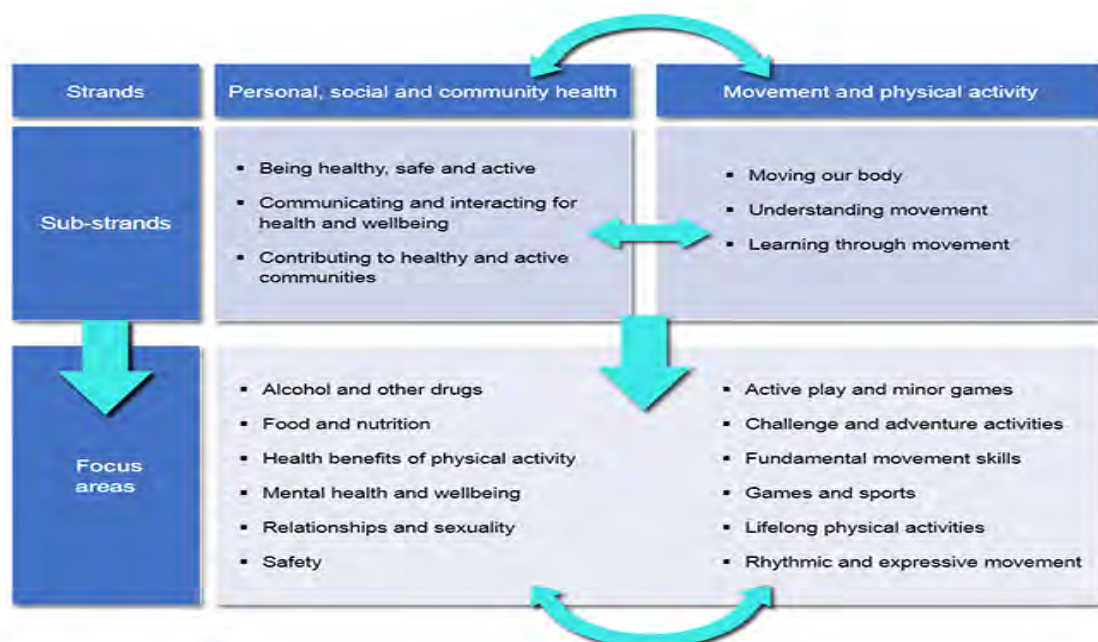 Strands
Personal, social and community health
Movement and physical activity
Sub-strands
▪ Being healthy, safe and active
▪ Communicating and interacting for
health and wellbeing
▪ Contributing to healthy and active
communities
▪ Moving our body
▪ Understanding movement
▪ Learning through movement
Focus
areas
▪ Alcohol and other drugs
▪ Food and nutrition
▪ Health benefits of physical activity
▪ Mental health and wellbeing
▪ Relationships and sexuality
▪ Safety
▪ Active play and minor games
▪ Challenge and adventure activities
▪ Fundamental movement skills
▪ Games and sports
▪ Lifelong physical activities
▪ Rhythmic and expressive movement